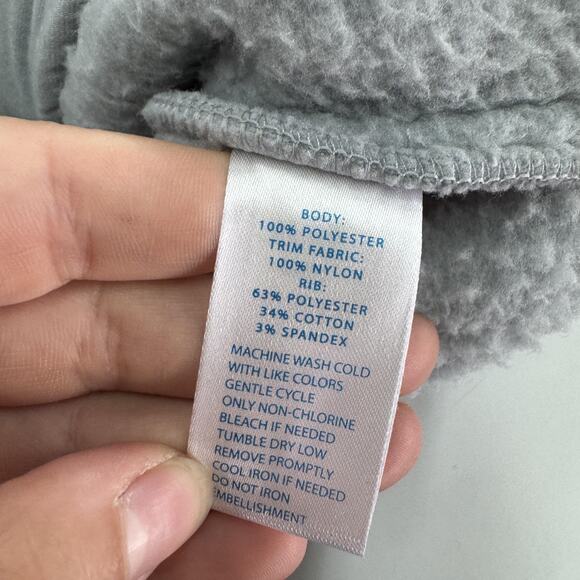 BODY:
100% POLYESTER
TRIM FABRIC:
100% NYLON
RIB:
63% POLYESTER
34% COTTON
3% SPANDEX
MACHINE WASH COLD
WITH LIKE COLORS
GENTLE CYCLE
ONLY NON-CHLORINE
BLEACH IF NEEDED
TUMBLE DRY LOW
REMOVE PROMPTLY
COOL IRON IF NEEDED
DO NOT IRON
EMBELLISHMENT